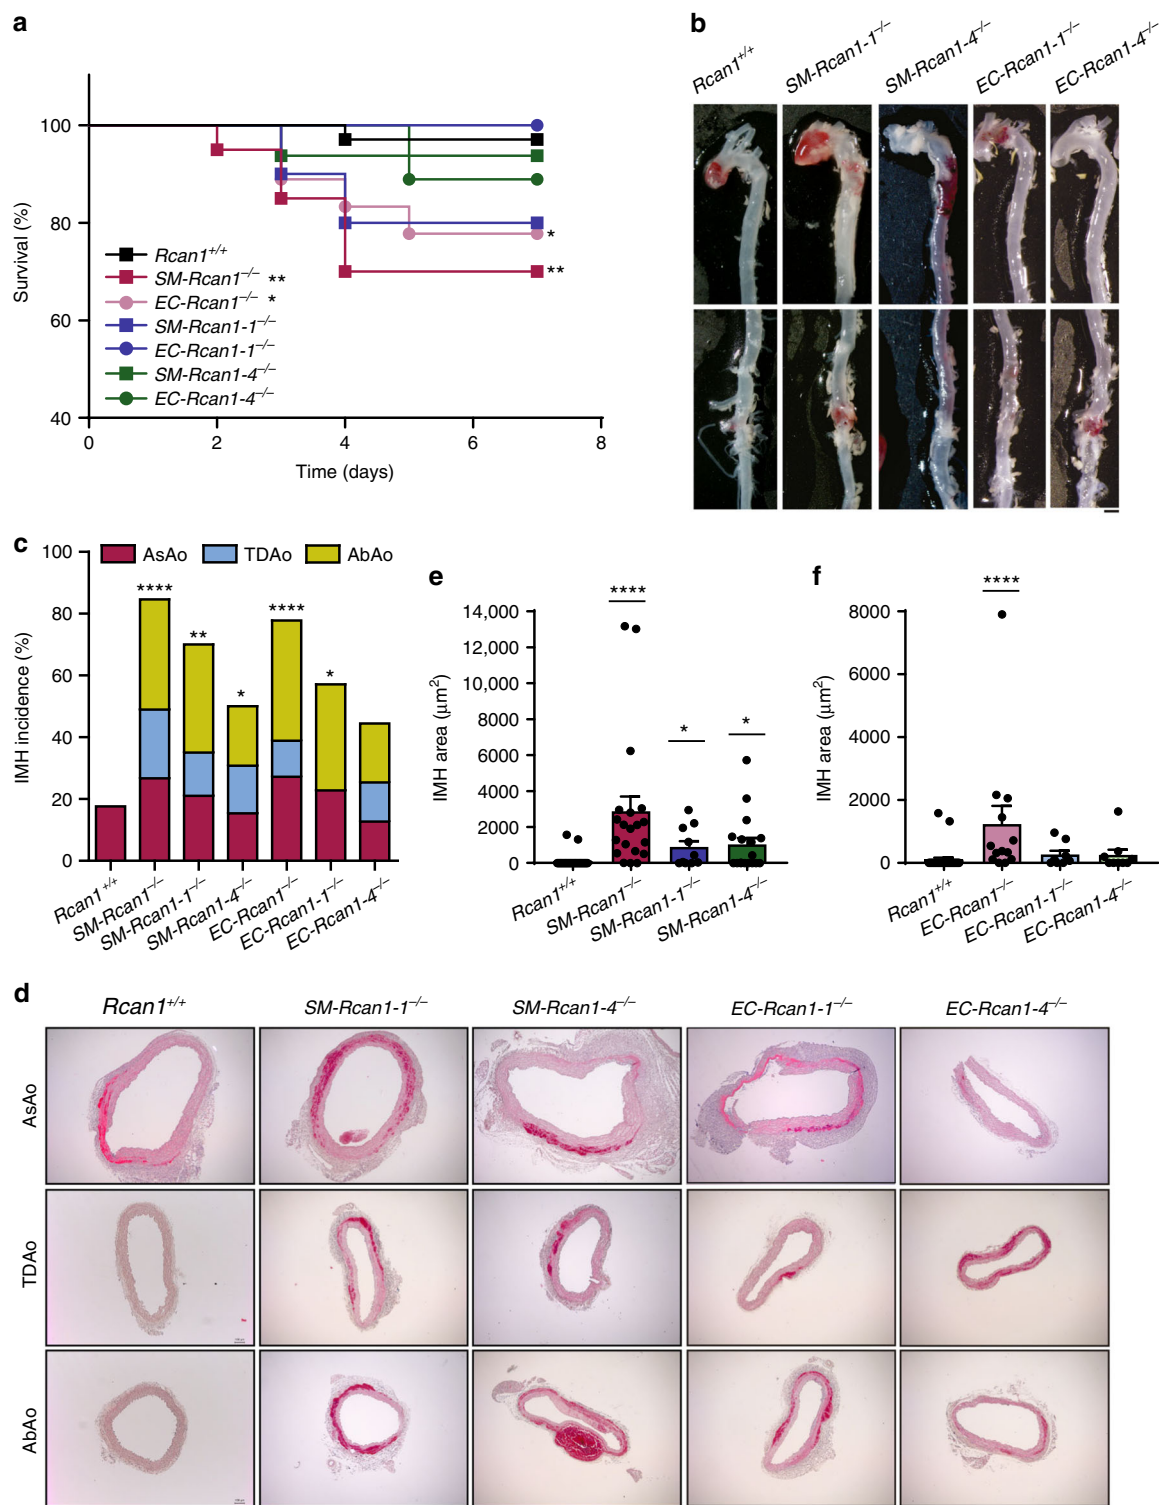 a
100
80
60
40
Survival (%)
0
2
4
6
8
Time (days)
Rcan1+/+
SM-Rcan1−/− **
EC-Rcan1−/− *
SM-Rcan1-1−/−
EC-Rcan1-1−/−
SM-Rcan1-4−/−
EC-Rcan1-4−/−
*
**
b
Rcan1+/+
SM-Rcan1-1−/−
SM-Rcan1-4−/−
EC-Rcan1-1−/−
EC-Rcan1-4−/−
c
AsAo
TDAo
AbAo
100
80
60
40
20
0
IMH incidence (%)
****
**
*
****
*
Rcan1+/+
SM-Rcan1−/−
SM-Rcan1-1−/−
SM-Rcan1-4−/−
EC-Rcan1−/−
EC-Rcan1-1−/−
EC-Rcan1-4−/−
e
14,000
12,000
10,000
8000
6000
4000
2000
0
IMH area (μm2)
****
*
*
Rcan1+/+
SM-Rcan1−/−
SM-Rcan1-1−/−
SM-Rcan1-4−/−
f
8000
6000
4000
2000
0
IMH area (μm2)
****
Rcan1+/+
EC-Rcan1−/−
EC-Rcan1-1−/−
EC-Rcan1-4−/−
d
Rcan1+/+
SM-Rcan1-1−/−
SM-Rcan1-4−/−
EC-Rcan1-1−/−
EC-Rcan1-4−/−
AsAo
TDAo
AbAo